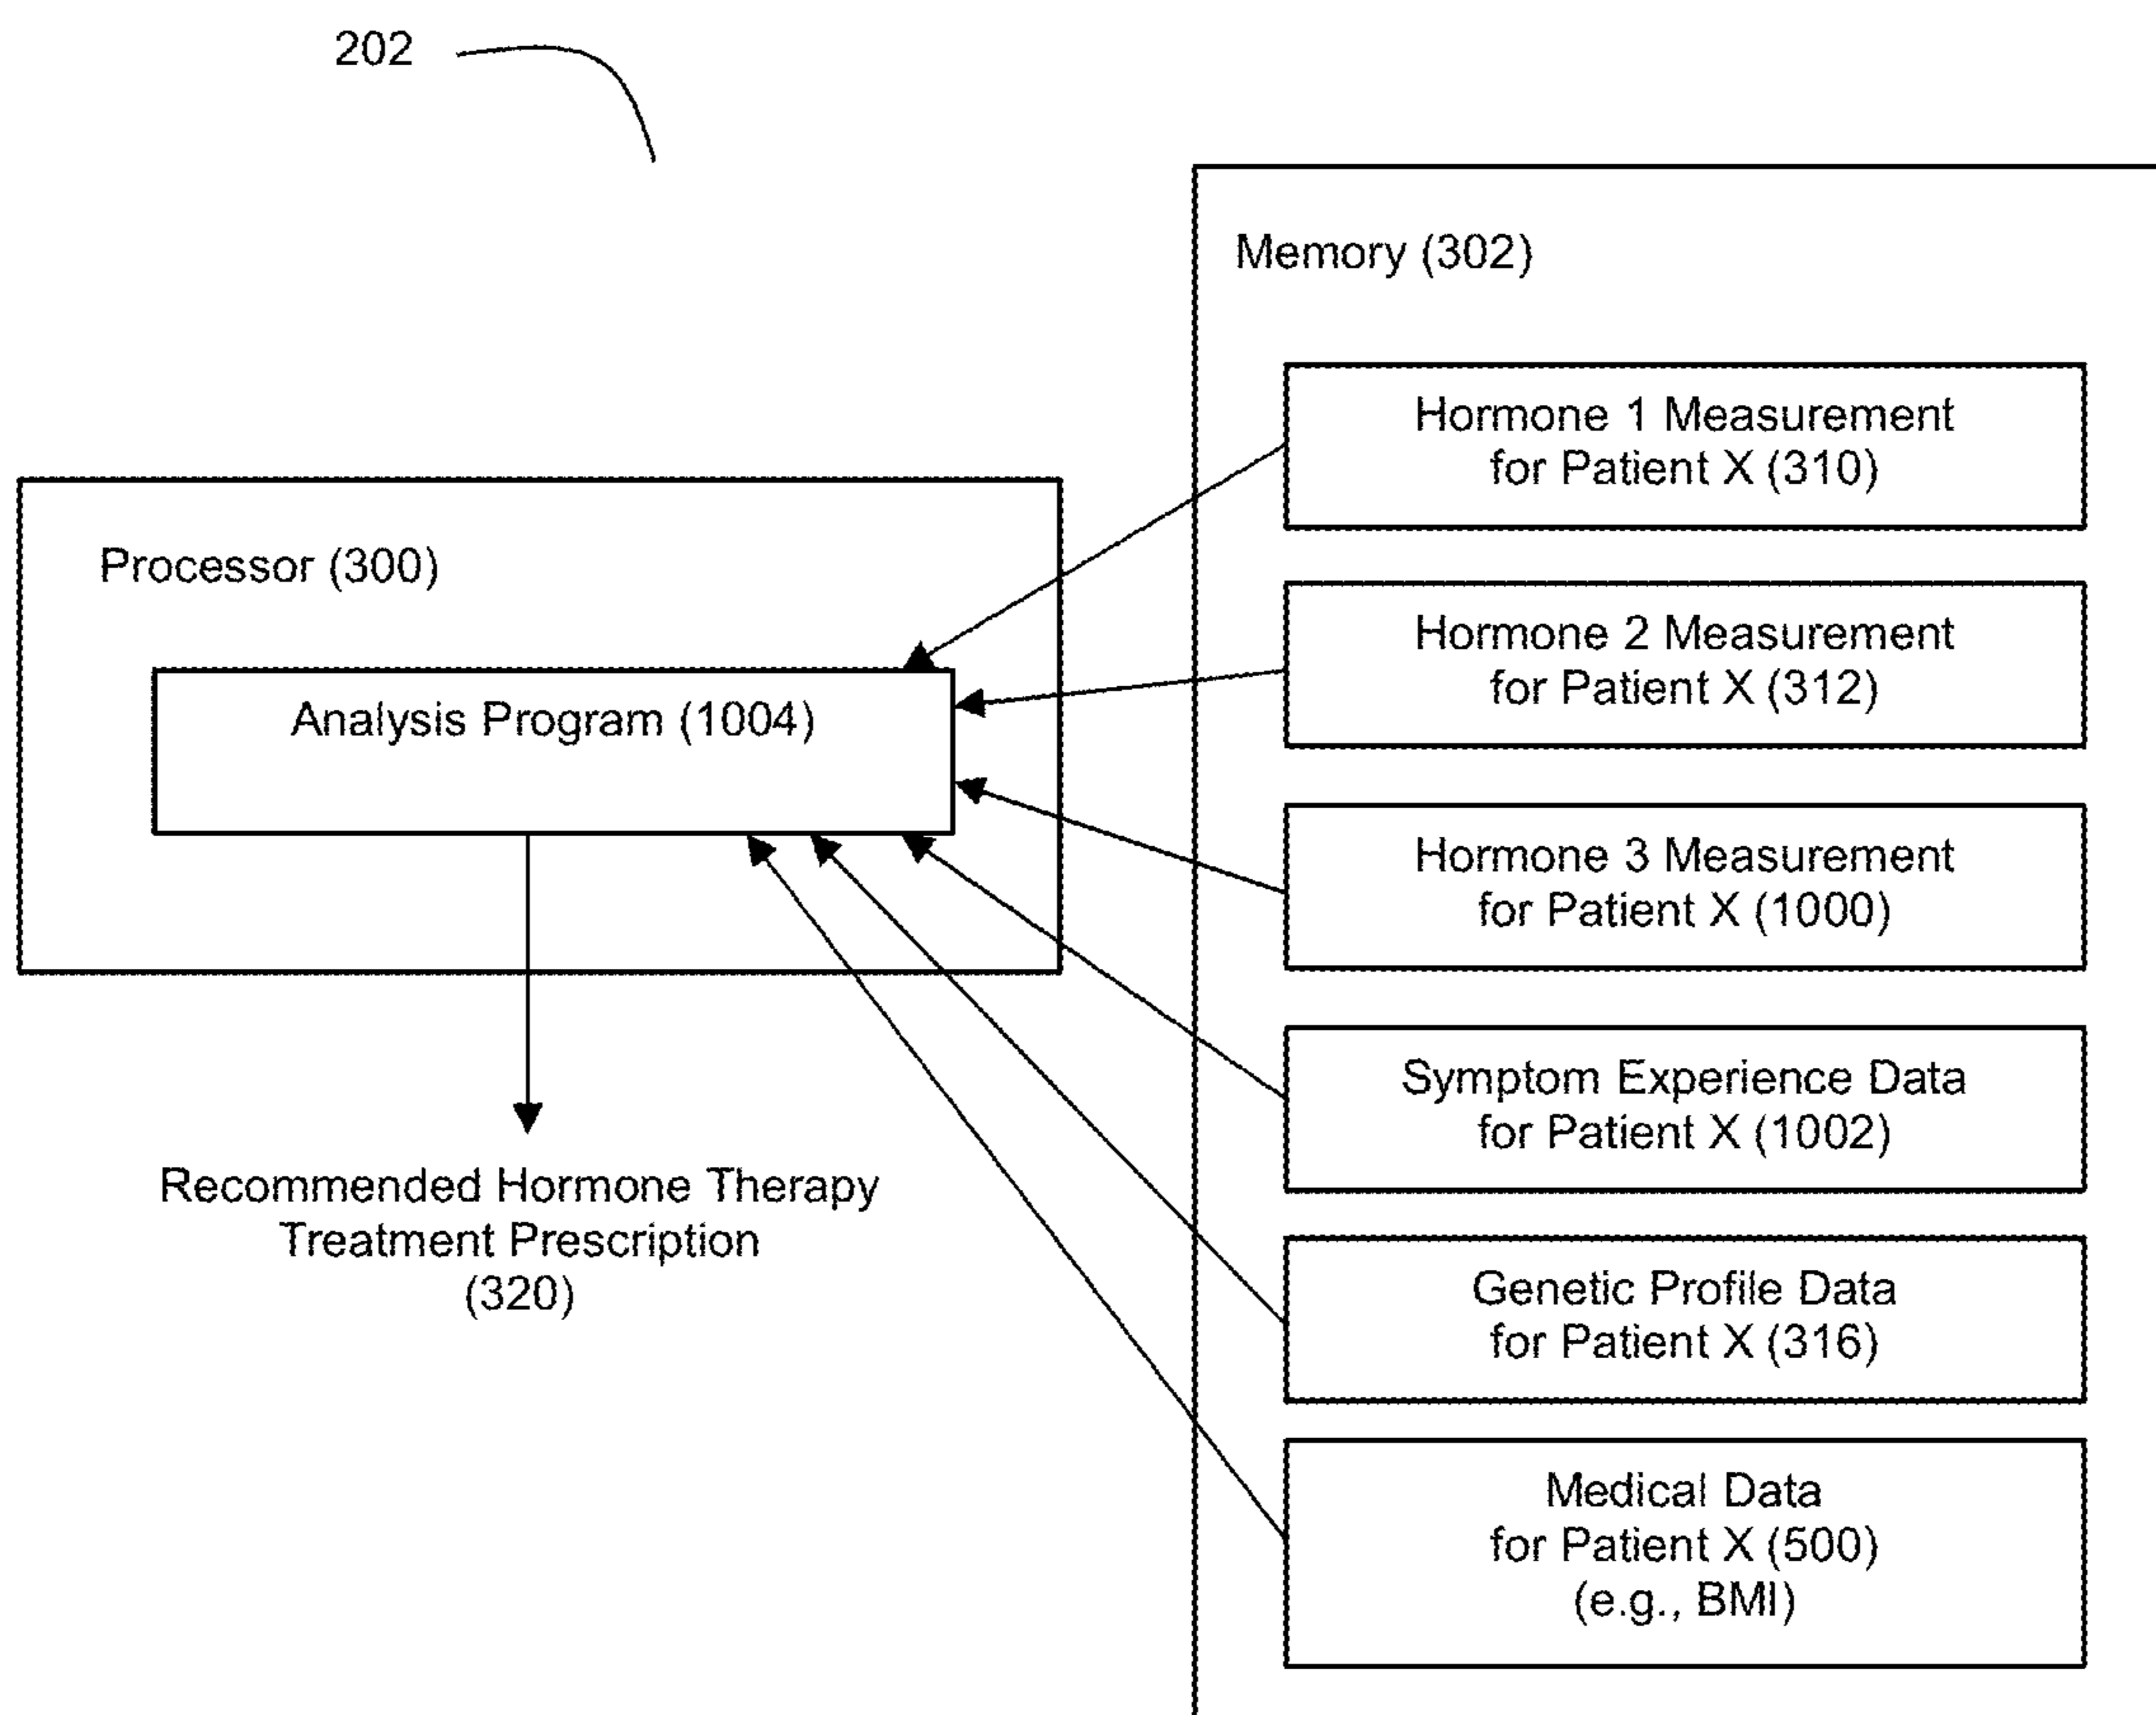 202
Memory (302)
Hormone 1 Measurement
for Patient X (310)
Processor (300)
Hormone 2 Measurement
for Patient X (312)
Analysis Program (1004)
Hormone 3 Measurement
for Patient X (1000)
Symptom Experience Data
for Patient X (1002)
Recommended Hormone Therapy
Treatment Prescription
(320)
Genetic Profile Data
for Patient X (316)
Medical Data
for Patient X (500)
(e.g., BMI)